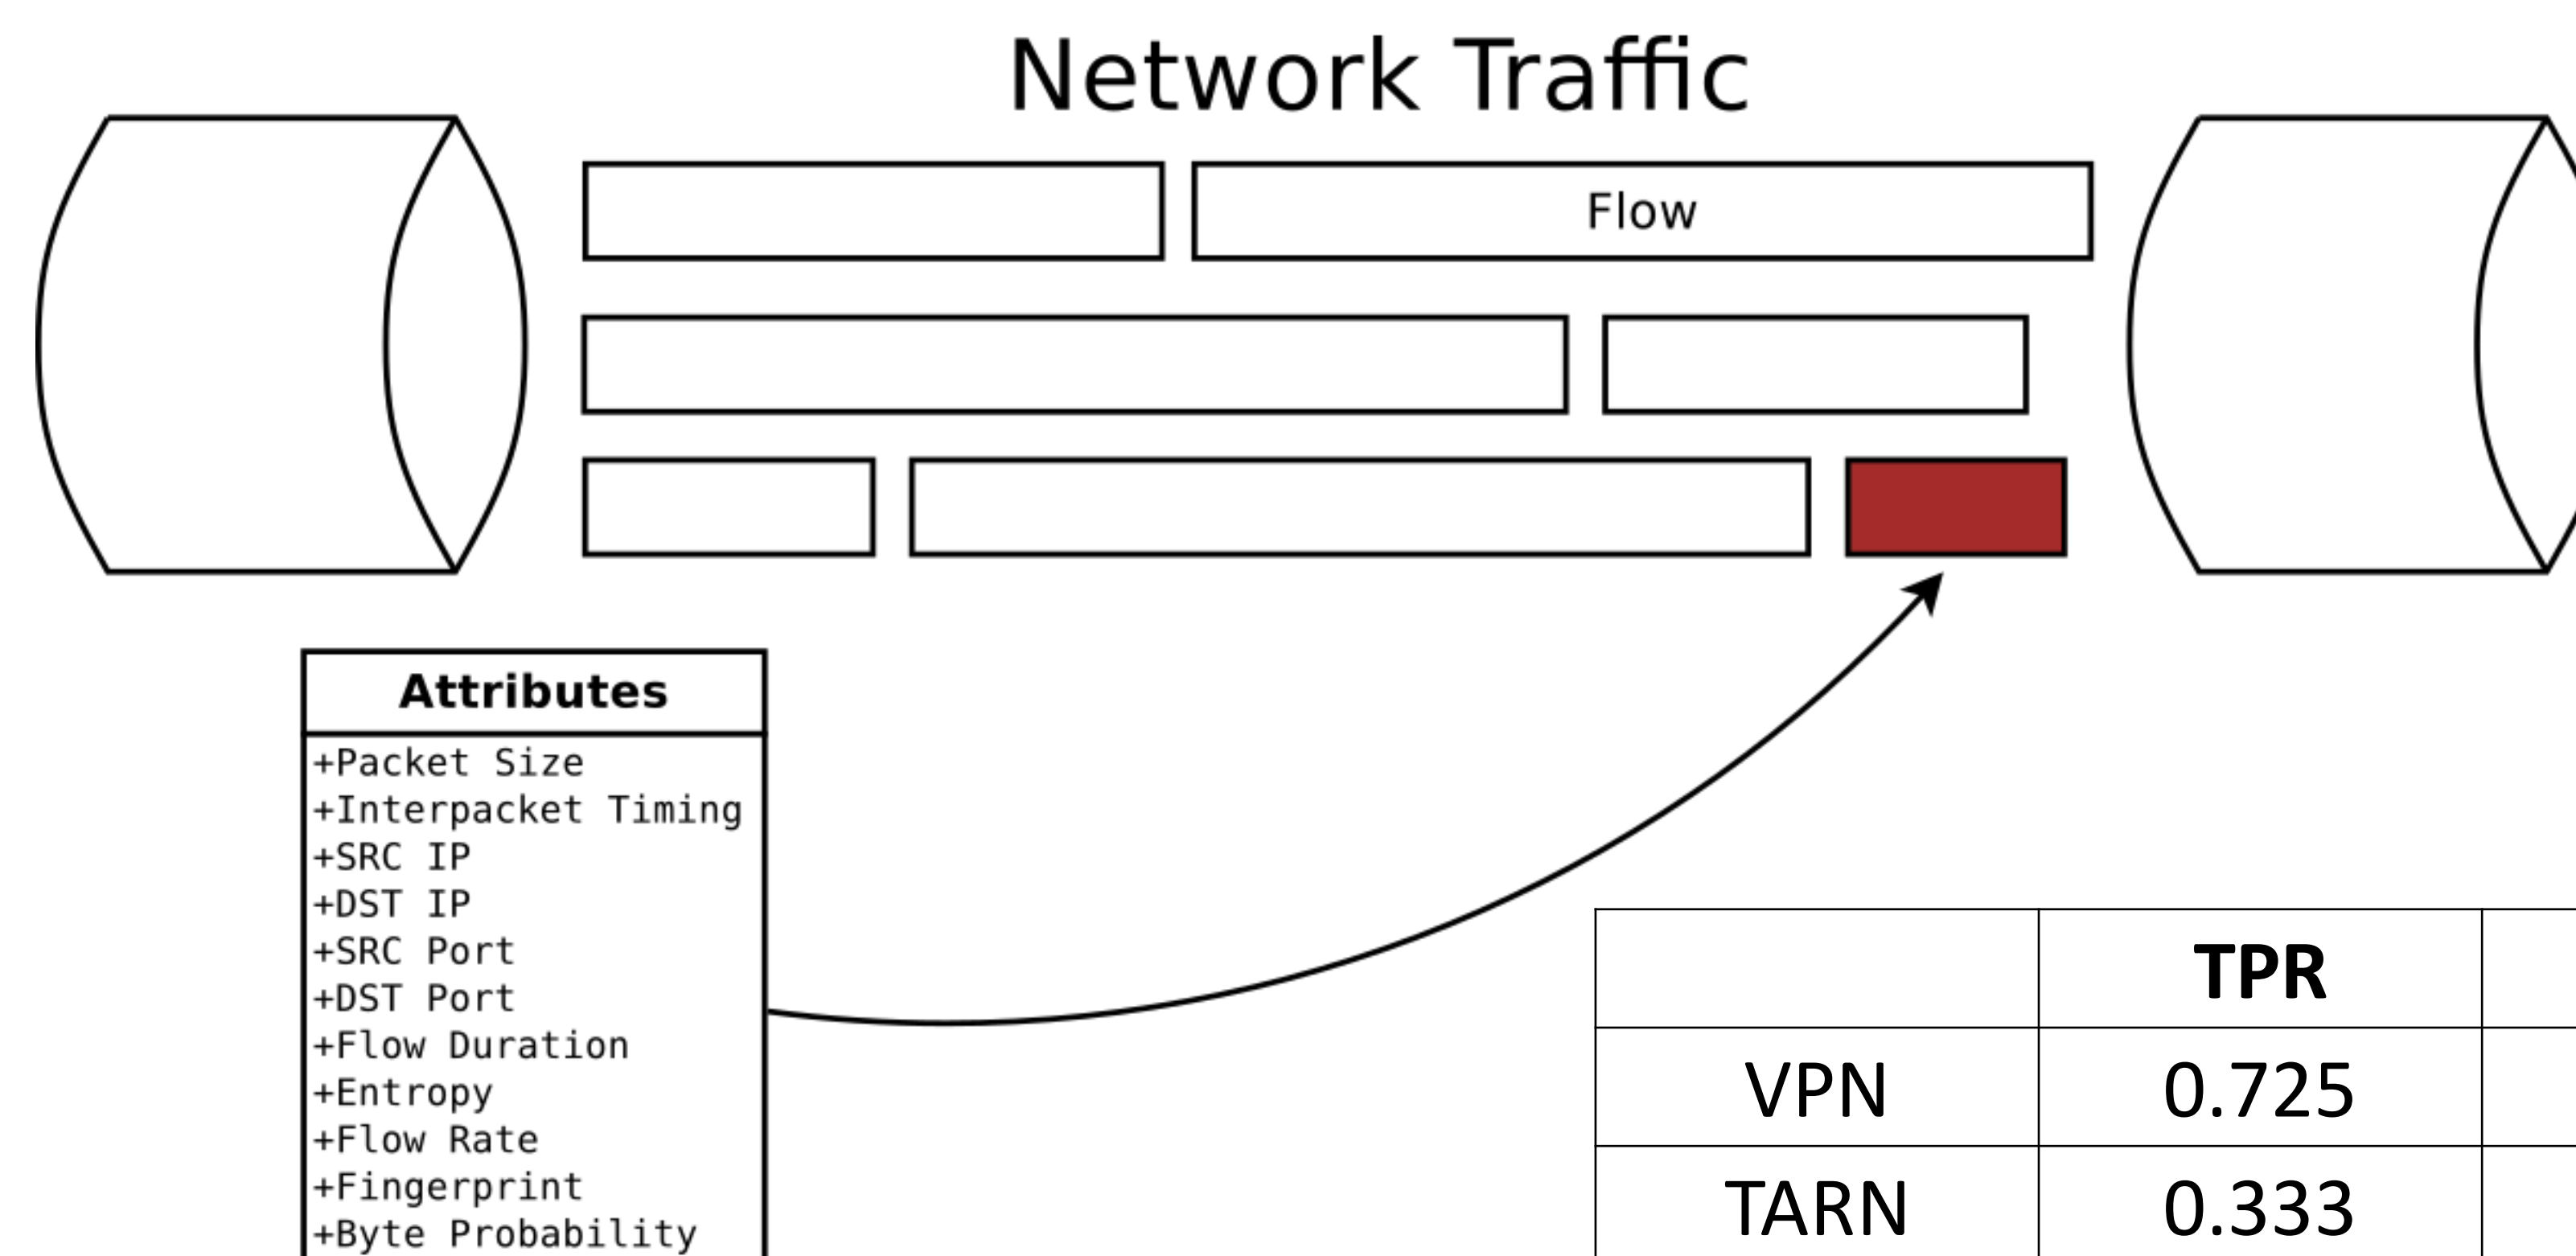 Network Traffic
Flow
Attributes
+Packet Size
+Interpacket Timing
+SRC IP
+DST IP
+SRC Port
+DST Port
+Flow Duration
+Entropy
+Flow Rate
+Fingerprint
+Byte Probability
TPR
VPN 0.725
TARN 0.333